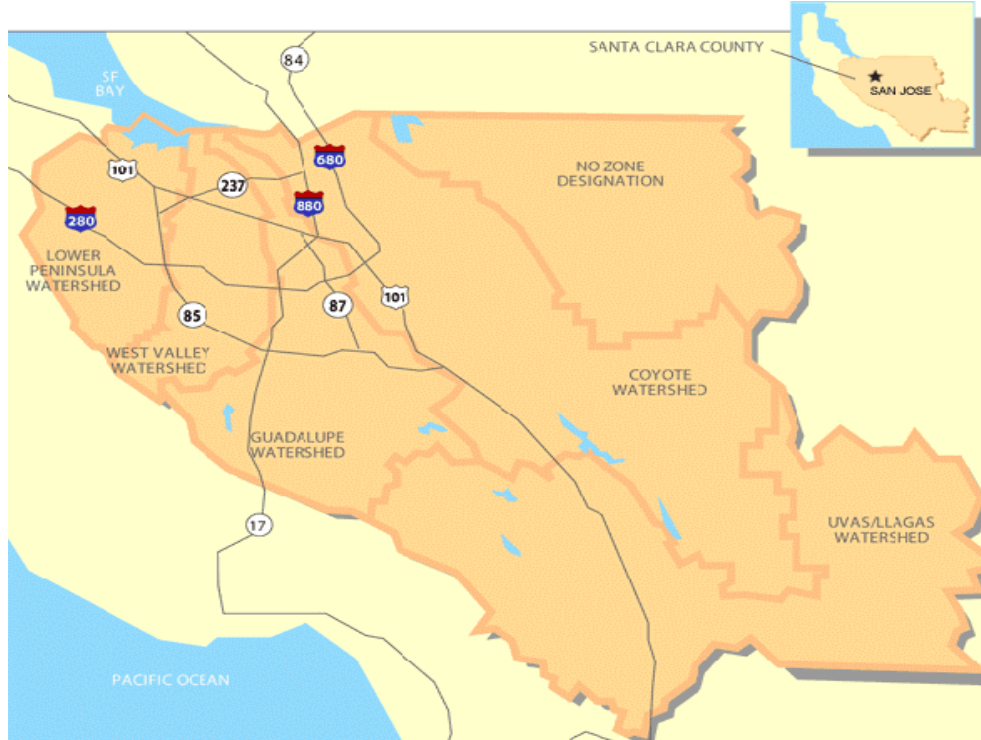 SANTA CLARA COUNTY
SAN JOSE
84
SF
BAY
680
101
237
NO ZONE
DESIGNATION
880
280
LOWER
PENINSULA
WATERSHED
101
87
85
WEST VALLEY
WATERSHED
COYOTE
WATERSHED
GUADALUPE
WATERSHED
17
UVAS/LLAGAS
WATERSHED
PACIFIC OCEAN